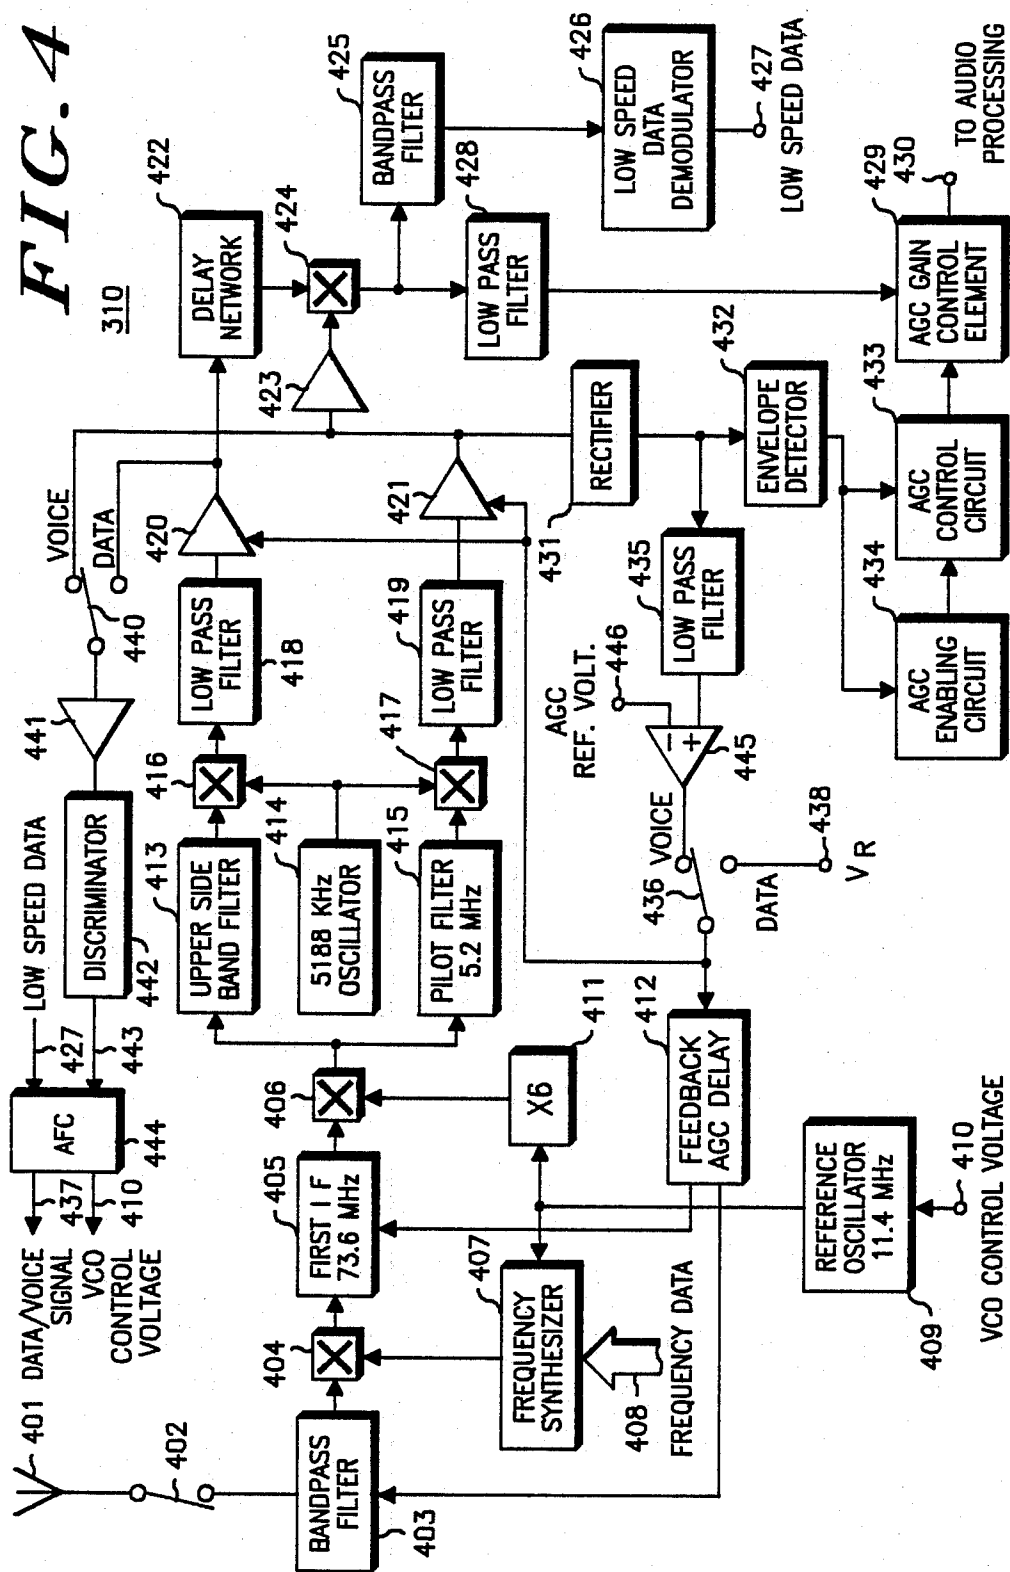 FIG. 4
310
401
402
BANDPASS
FILTER
403
404
FIRST I F
73.6 MHz
405
406
FREQUENCY
SYNTHESIZER
407
408
FREQUENCY DATA
REFERENCE
OSCILLATOR
11.4 MHz
409
410
VCO CONTROL VOLTAGE
X6
411
FEEDBACK
AGC DELAY
412
UPPER SIDE
BAND FILTER
413
5188 KHz
OSCILLATOR
414
PILOT FILTER
5.2 MHz
415
416
417
LOW PASS
FILTER
418
LOW PASS
FILTER
419
420
421
DELAY
NETWORK
422
423
424
BANDPASS
FILTER
425
LOW SPEED
DATA
DEMODULATOR
426
427
LOW SPEED DATA
LOW PASS
FILTER
428
AGC GAIN
CONTROL
ELEMENT
429
430
TO AUDIO
PROCESSING
RECTIFIER
431
ENVELOPE
DETECTOR
432
AGC
CONTROL
CIRCUIT
433
AGC
ENABLING
CIRCUIT
434
LOW PASS
FILTER
435
AGC
REF. VOLT.
446
−
+
445
VOICE
436
DATA
438
VR
VOICE
DATA
440
441
DISCRIMINATOR
442
443
LOW SPEED DATA
427
AFC
444
437
410
DATA/VOICE
SIGNAL
VCO
CONTROL
VOLTAGE